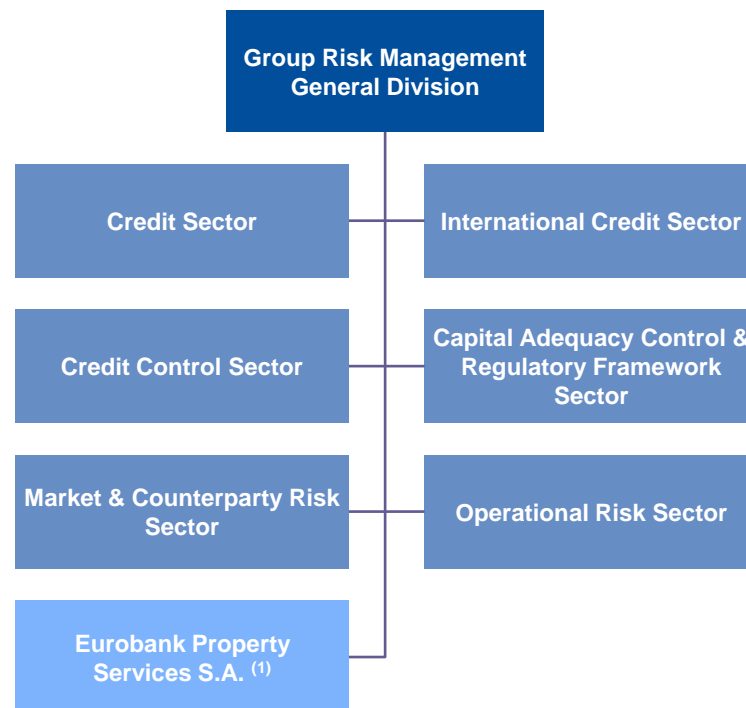 Group Risk Management
General Division
Credit Sector
International Credit Sector
Credit Control Sector
Capital Adequacy Control &
Regulatory Framework
Sector
Market & Counterparty Risk
Sector
Operational Risk Sector
Eurobank Property
Services S.A. (1)